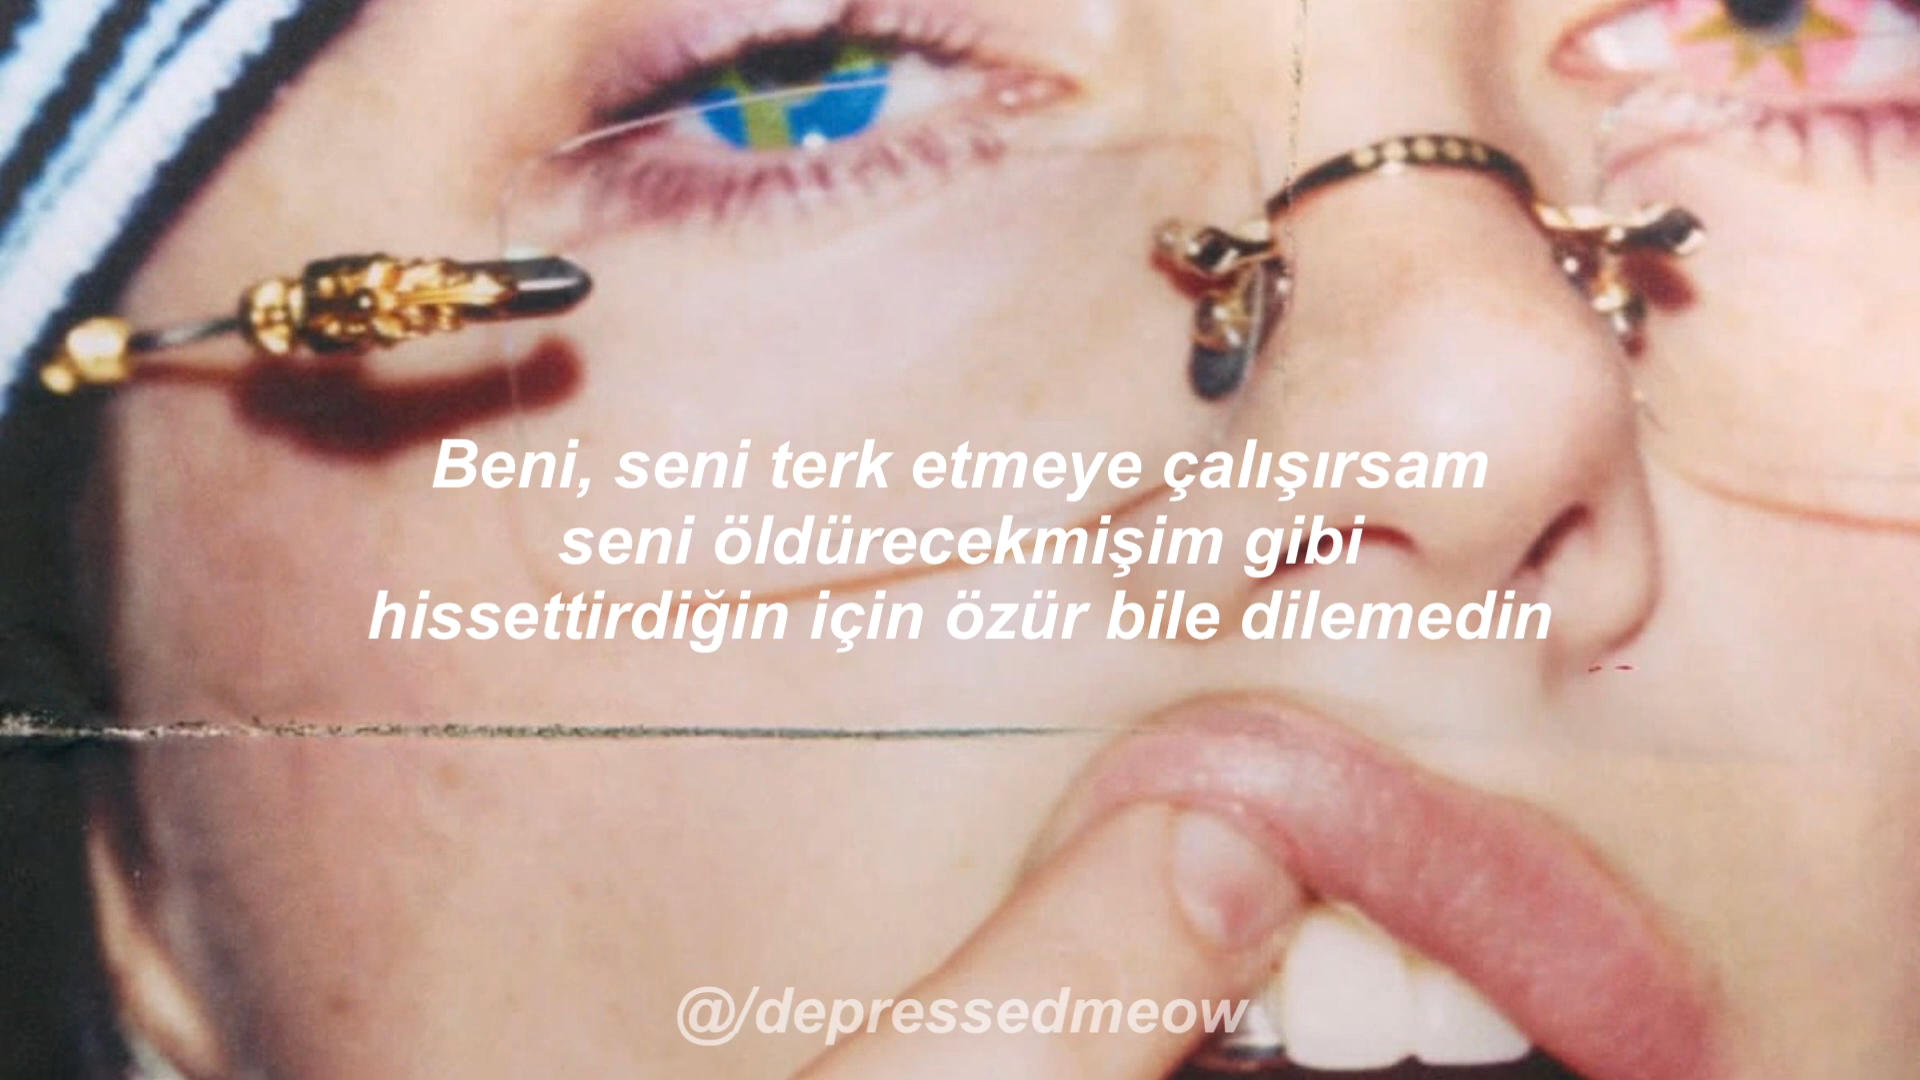 Beni, seni terk etmeye çalışırsam
seni öldürecekmişim gibi
hissettirdiğin için özür bile dilemedin
@/depressedmeow